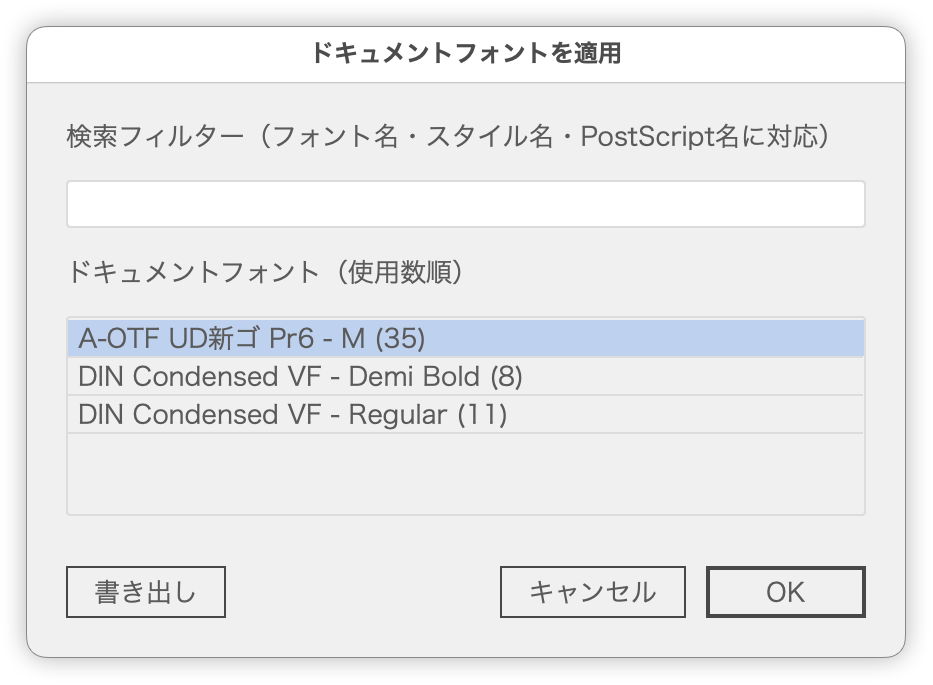 ドキュメントフォントを適用
検索フィルター（フォント名・スタイル名・PostScript名に対応）
ドキュメントフォント（使用数順）
A-OTF UD新ゴ Pr6 - M (35)
DIN Condensed VF - Demi Bold (8)
DIN Condensed VF - Regular (11)
書き出し
キャンセル
OK